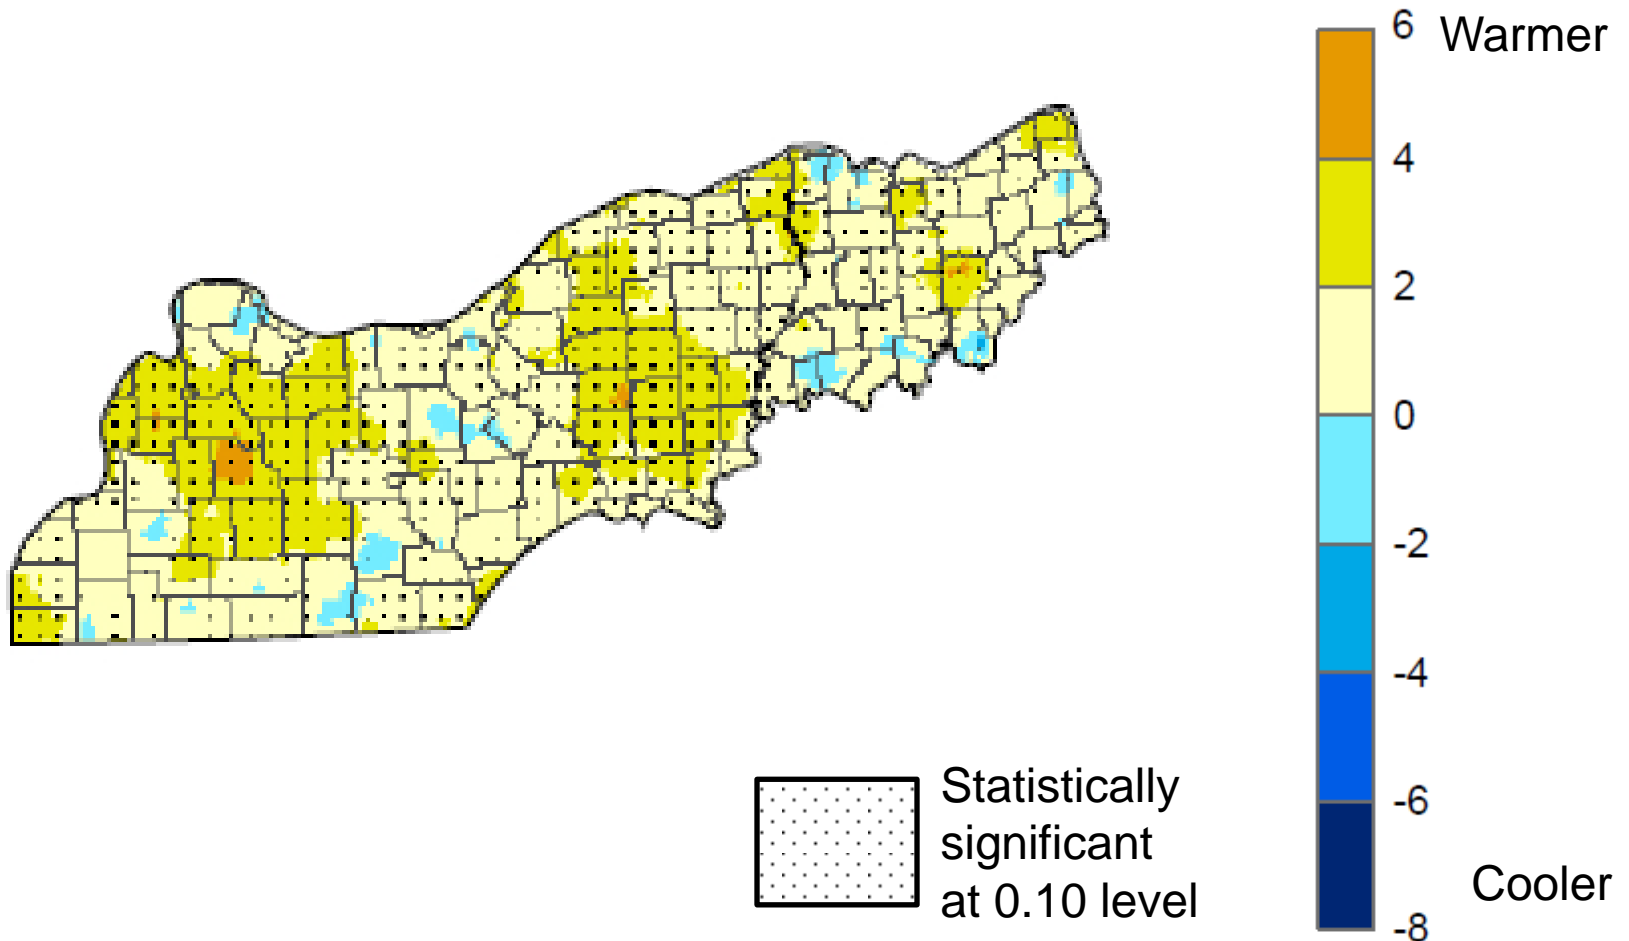 6
Warmer
4
2
0
-2
-4
-6
Cooler
-8
Statistically
significant
at 0.10 level